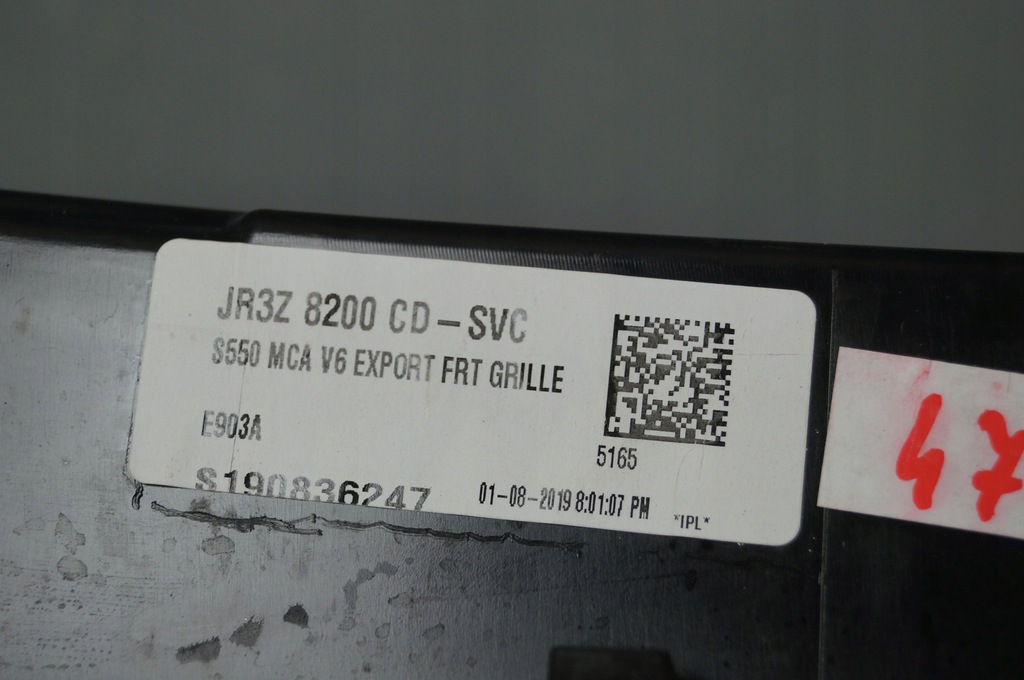 JR3Z 8200 CD-SVC
S550 MCA V6 EXPORT FRT GRILLE
E903A
5165
S190836247
01-08-2019 8:01:07 PM
*IPL*
47